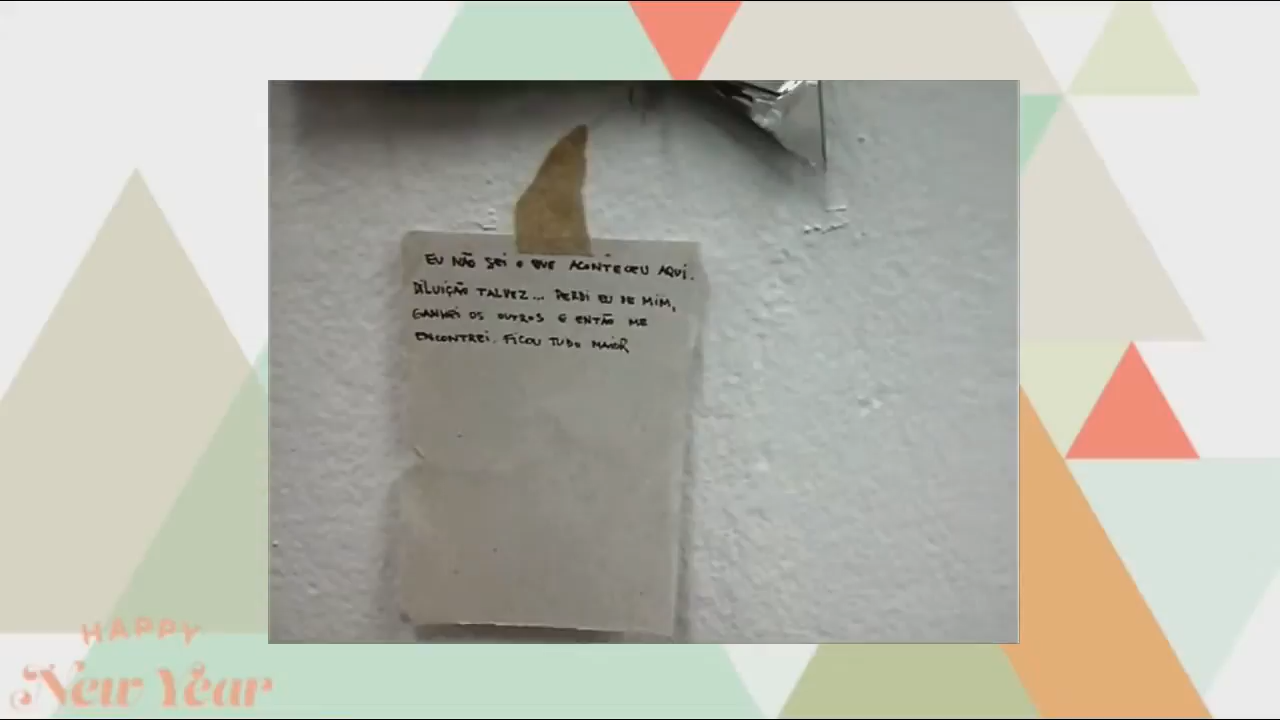 EU NÃO SEI O QUE ACONTECEU AQUI.
DILUIÇÃO TALVEZ... PERDI EU DE MIM,
GANHEI OS OUTROS E ENTÃO ME
ENCONTREI. FICOU TUDO MAIOR
HAPPY
New Year